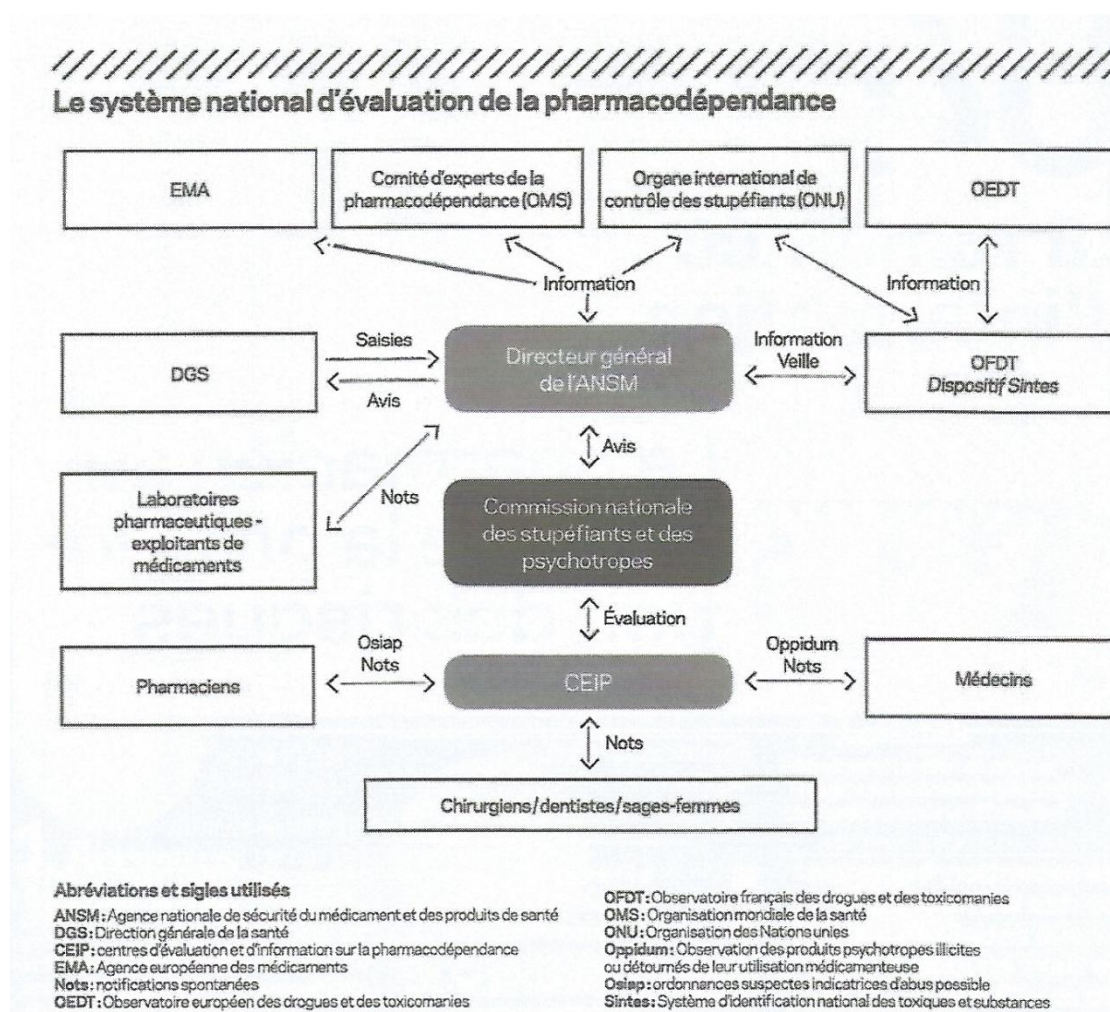 Le système national d'évaluation de la pharmacodépendance
EMA
Comité d'experts de la
pharmacodépendance (OMS)
Organe international de
contrôle des stupéfiants (ONU)
OEDT
Information
Information
DGS
Saisies
Avis
Directeur général
de l'ANSM
Information
Veille
OFDT
Dispositif Sintes
Avis
Laboratoires
pharmaceutiques -
exploitants de
médicaments
Nots
Commission nationale
des stupéfiants et des
psychotropes
Évaluation
Pharmaciens
Osiap
Nots
CEIP
Oppidum
Nots
Médecins
Nots
Chirurgiens/dentistes/sages-femmes
Abréviations et sigles utilisés
ANSM : Agence nationale de sécurité du médicament et des produits de santé
DGS : Direction générale de la santé
CEIP : centres d'évaluation et d'information sur la pharmacodépendance
EMA : Agence européenne des médicaments
Nots : notifications spontanées
OEDT : Observatoire européen des drogues et des toxicomanies
OFDT : Observatoire français des drogues et des toxicomanies
OMS : Organisation mondiale de la santé
ONU : Organisation des Nations unies
Oppidum : Observation des produits psychotropes illicites
ou détournés de leur utilisation médicamenteuse
Osiap : ordonnances suspectes indicatrices d'abus possible
Sintes : Système d'identification national des toxiques et substances